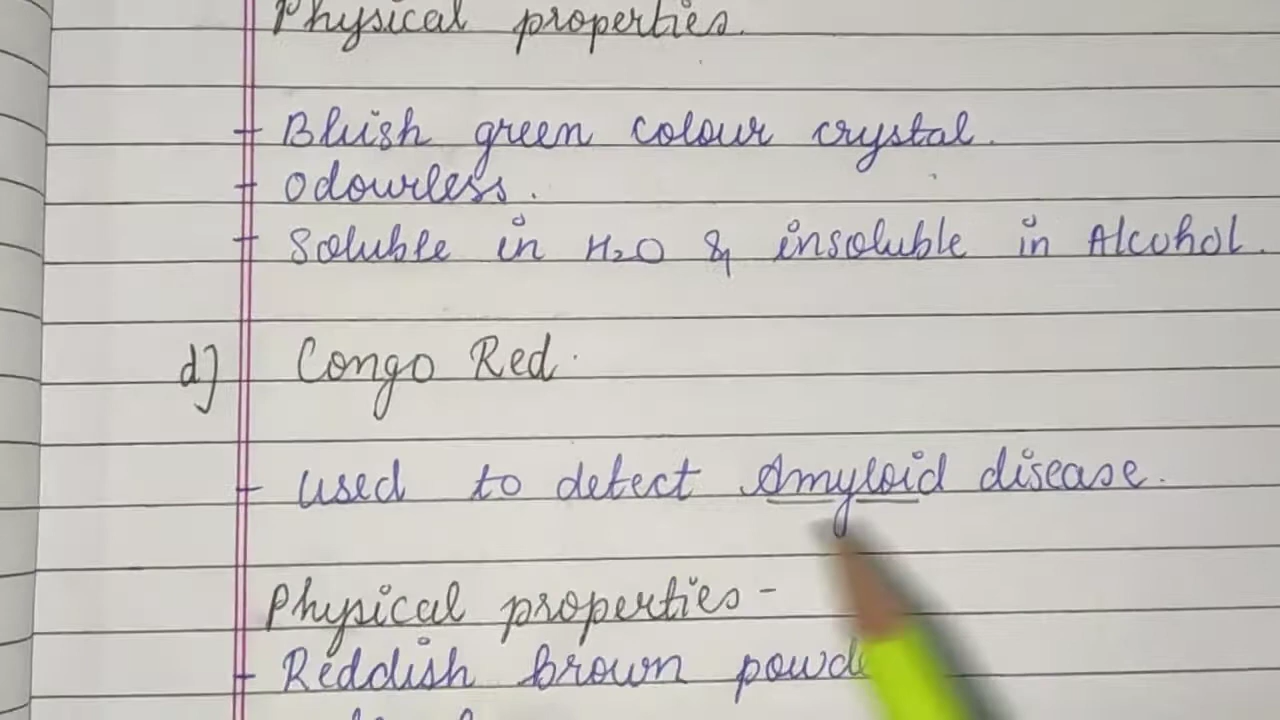 Physical properties.
- Bluish green colour crystal.
- Odourless.
- Soluble in H₂O & insoluble in Alcohol.
d] Congo Red.
- used to detect Amyloid disease.
Physical properties -
- Reddish brown